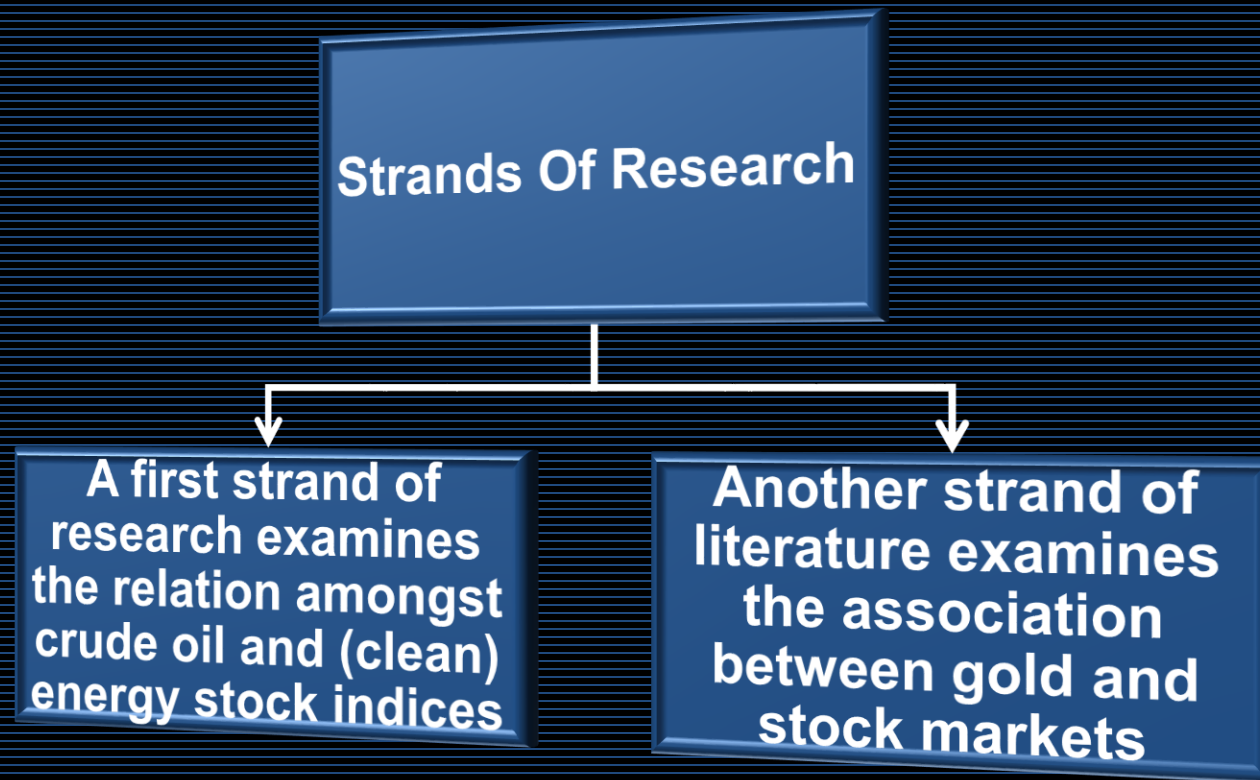 Strands Of Research
A first strand of
research examines
the relation amongst
crude oil and (clean)
energy stock indices
Another strand of
literature examines
the association
between gold and
stock markets